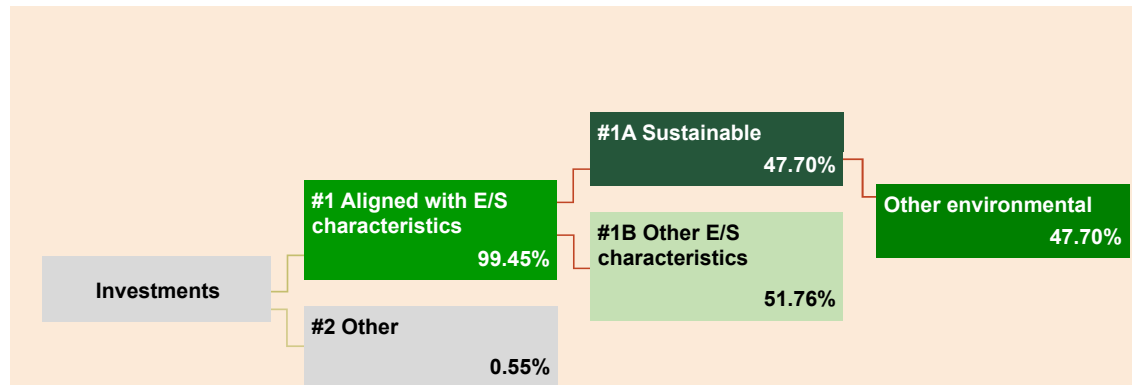 #1A Sustainable
47.70%
#1 Aligned with E/S
characteristics
99.45%
Other environmental
47.70%
#1B Other E/S
characteristics
51.76%
Investments
#2 Other
0.55%